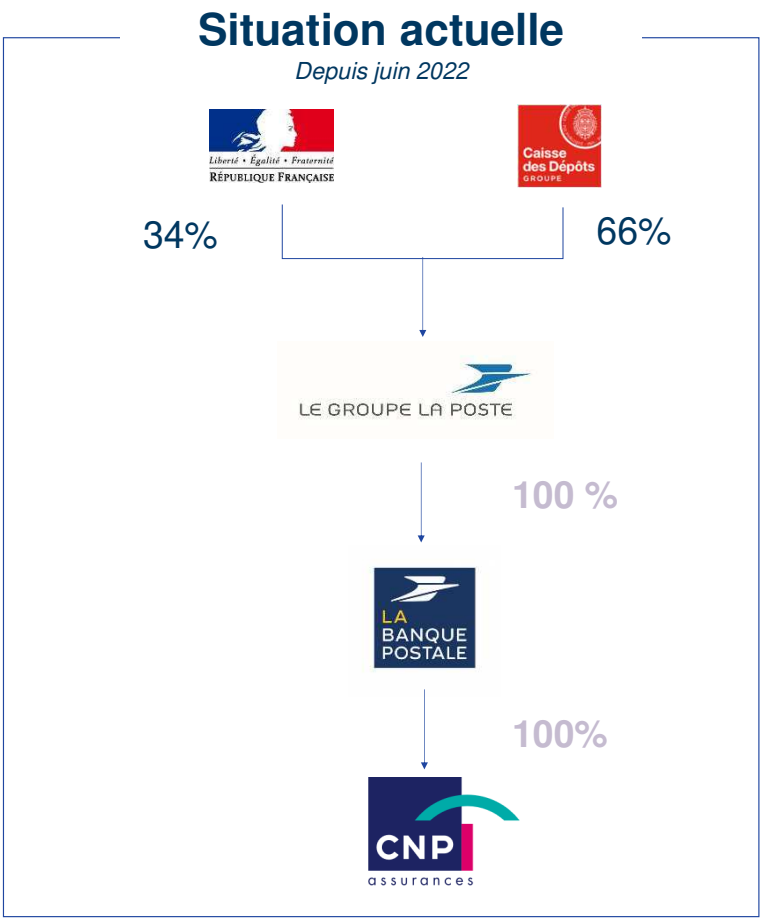 Situation actuelle
Depuis juin 2022
Liberté • Égalité • Fraternité
RÉPUBLIQUE FRANÇAISE
Caisse
des Dépôts
GROUPE
34%
66%
LE GROUPE LA POSTE
100 %
LA
BANQUE
POSTALE
100%
CNP
assurances